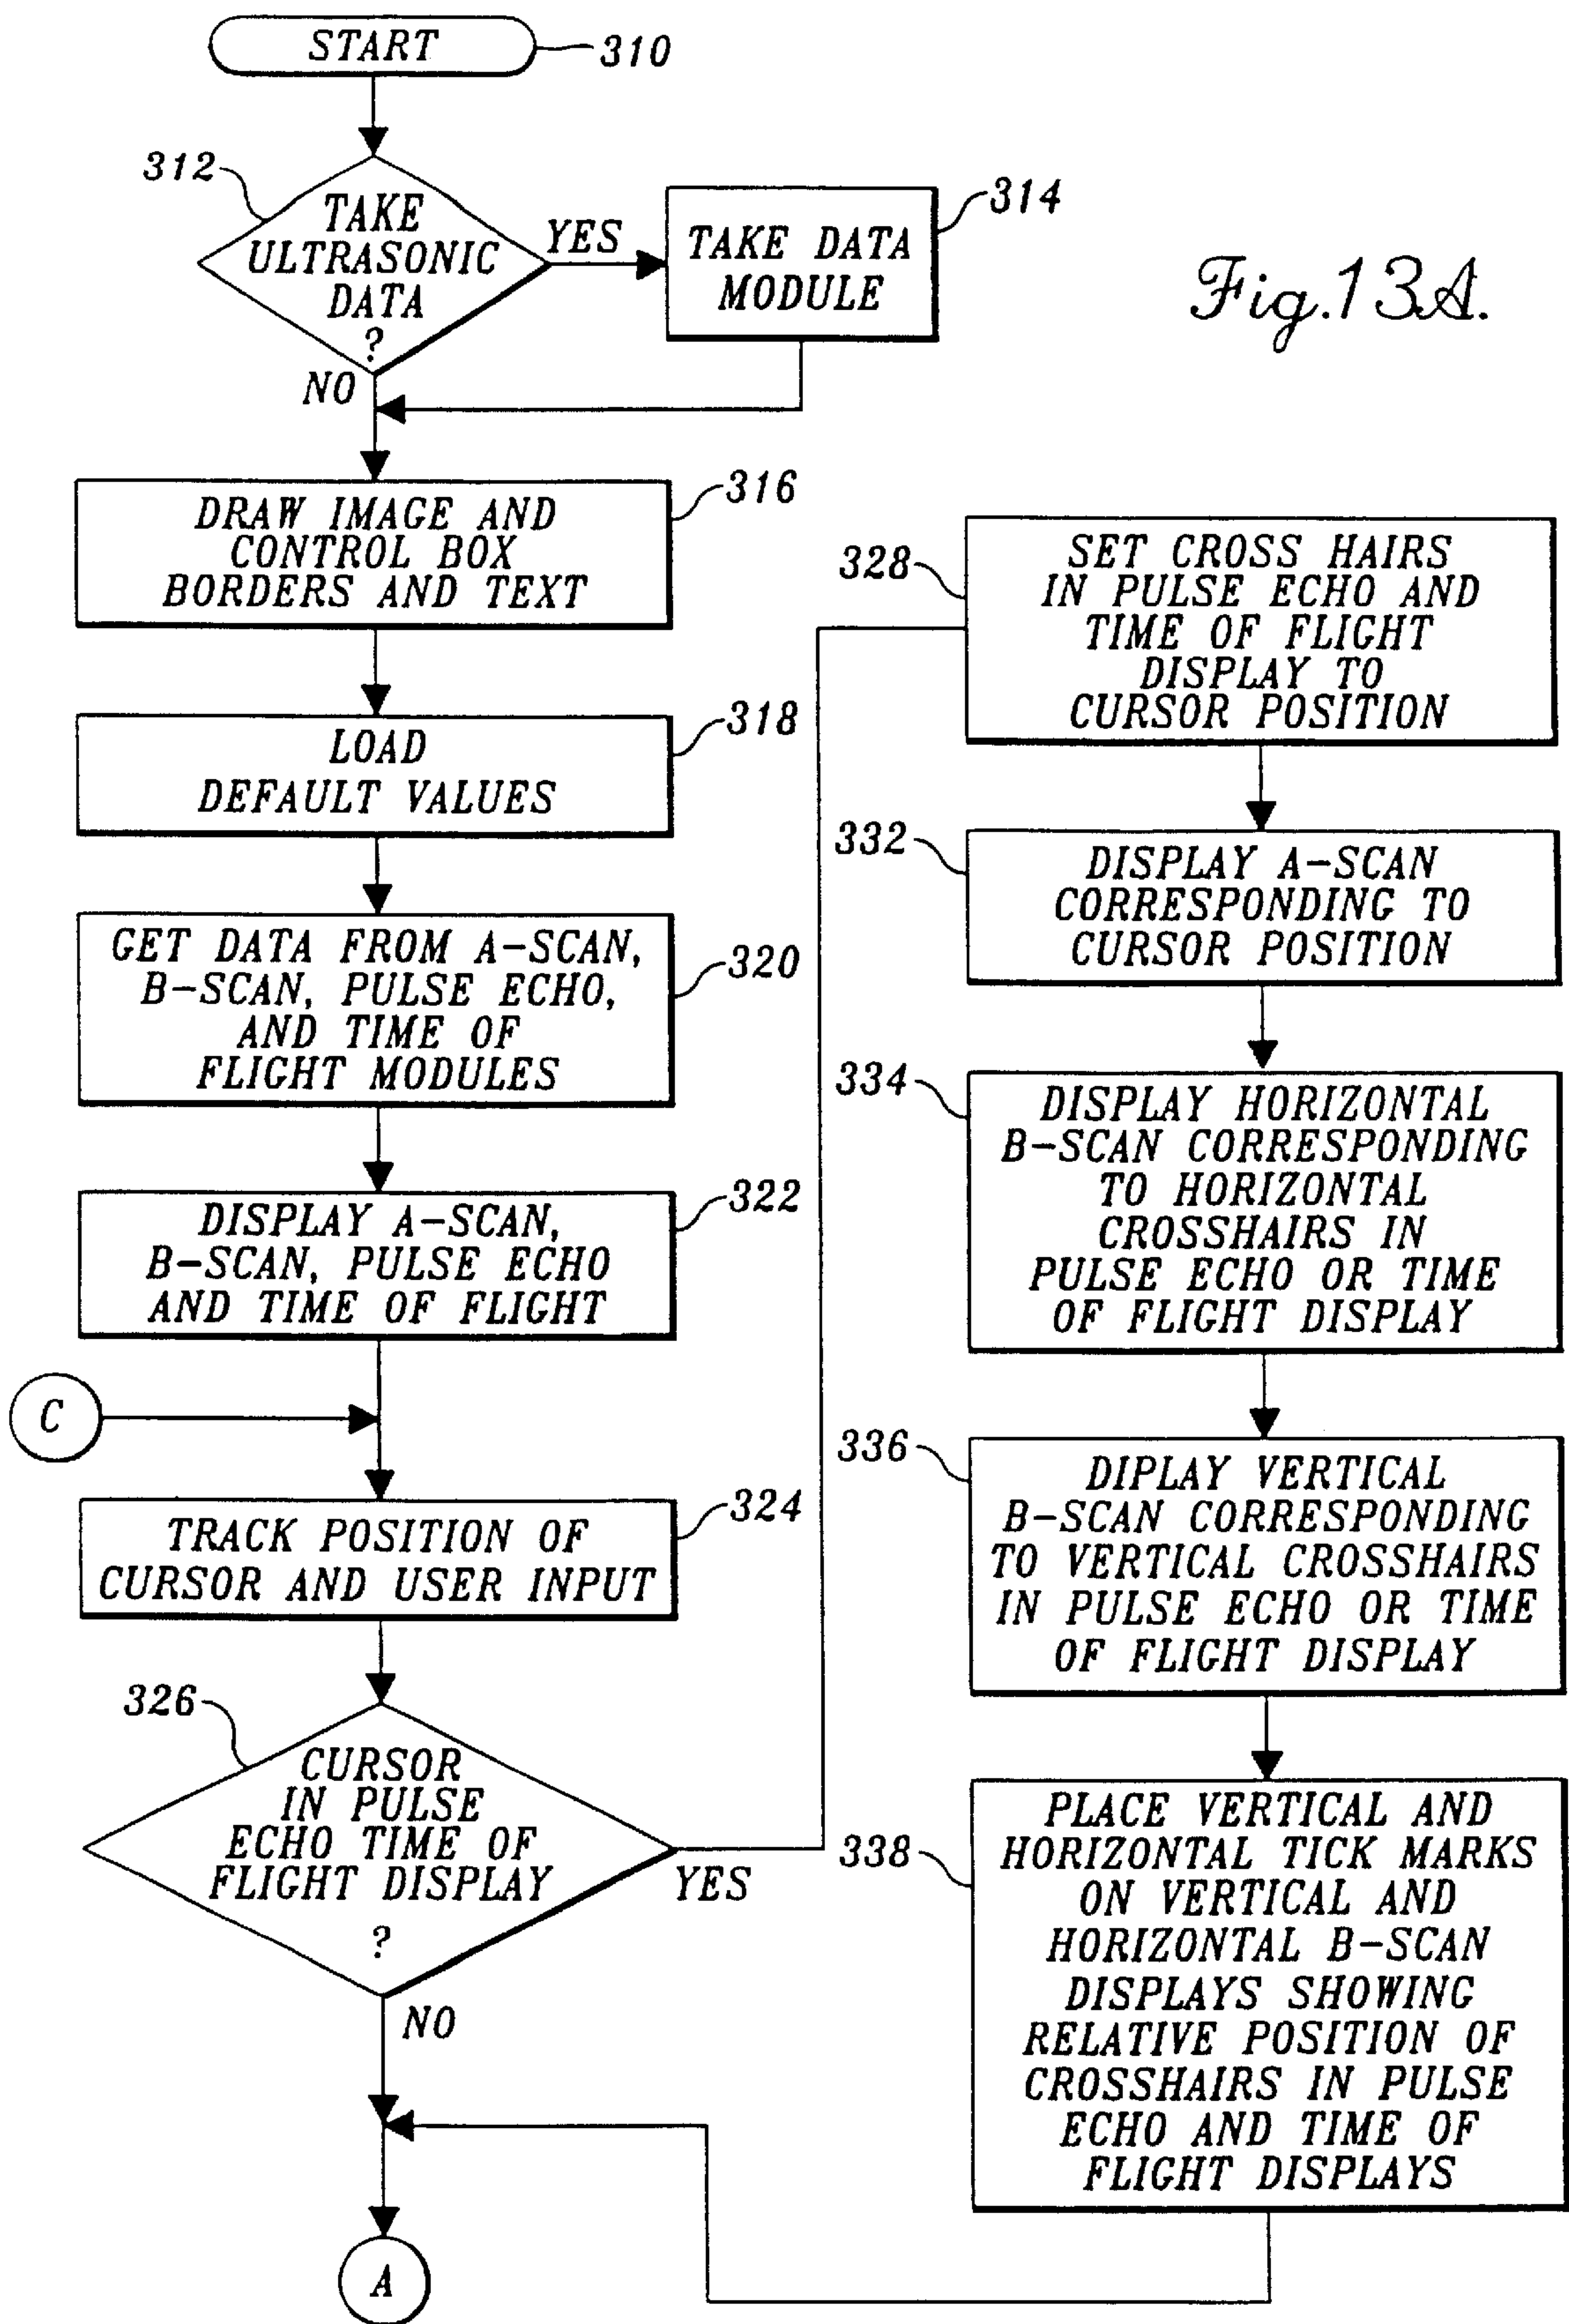 START
310
312
TAKE
ULTRASONIC
DATA
?
YES
NO
314
TAKE DATA
MODULE
Fig.13A.
316
DRAW IMAGE AND
CONTROL BOX
BORDERS AND TEXT
318
LOAD
DEFAULT VALUES
320
GET DATA FROM A-SCAN,
B-SCAN, PULSE ECHO,
AND TIME OF
FLIGHT MODULES
322
DISPLAY A-SCAN,
B-SCAN, PULSE ECHO
AND TIME OF FLIGHT
C
324
TRACK POSITION OF
CURSOR AND USER INPUT
326
CURSOR
IN PULSE
ECHO TIME OF
FLIGHT DISPLAY
?
YES
NO
A
328
SET CROSS HAIRS
IN PULSE ECHO AND
TIME OF FLIGHT
DISPLAY TO
CURSOR POSITION
332
DISPLAY A-SCAN
CORRESPONDING TO
CURSOR POSITION
334
DISPLAY HORIZONTAL
B-SCAN CORRESPONDING
TO HORIZONTAL
CROSSHAIRS IN
PULSE ECHO OR TIME
OF FLIGHT DISPLAY
336
DIPLAY VERTICAL
B-SCAN CORRESPONDING
TO VERTICAL CROSSHAIRS
IN PULSE ECHO OR TIME
OF FLIGHT DISPLAY
338
PLACE VERTICAL AND
HORIZONTAL TICK MARKS
ON VERTICAL AND
HORIZONTAL B-SCAN
DISPLAYS SHOWING
RELATIVE POSITION OF
CROSSHAIRS IN PULSE
ECHO AND TIME OF
FLIGHT DISPLAYS